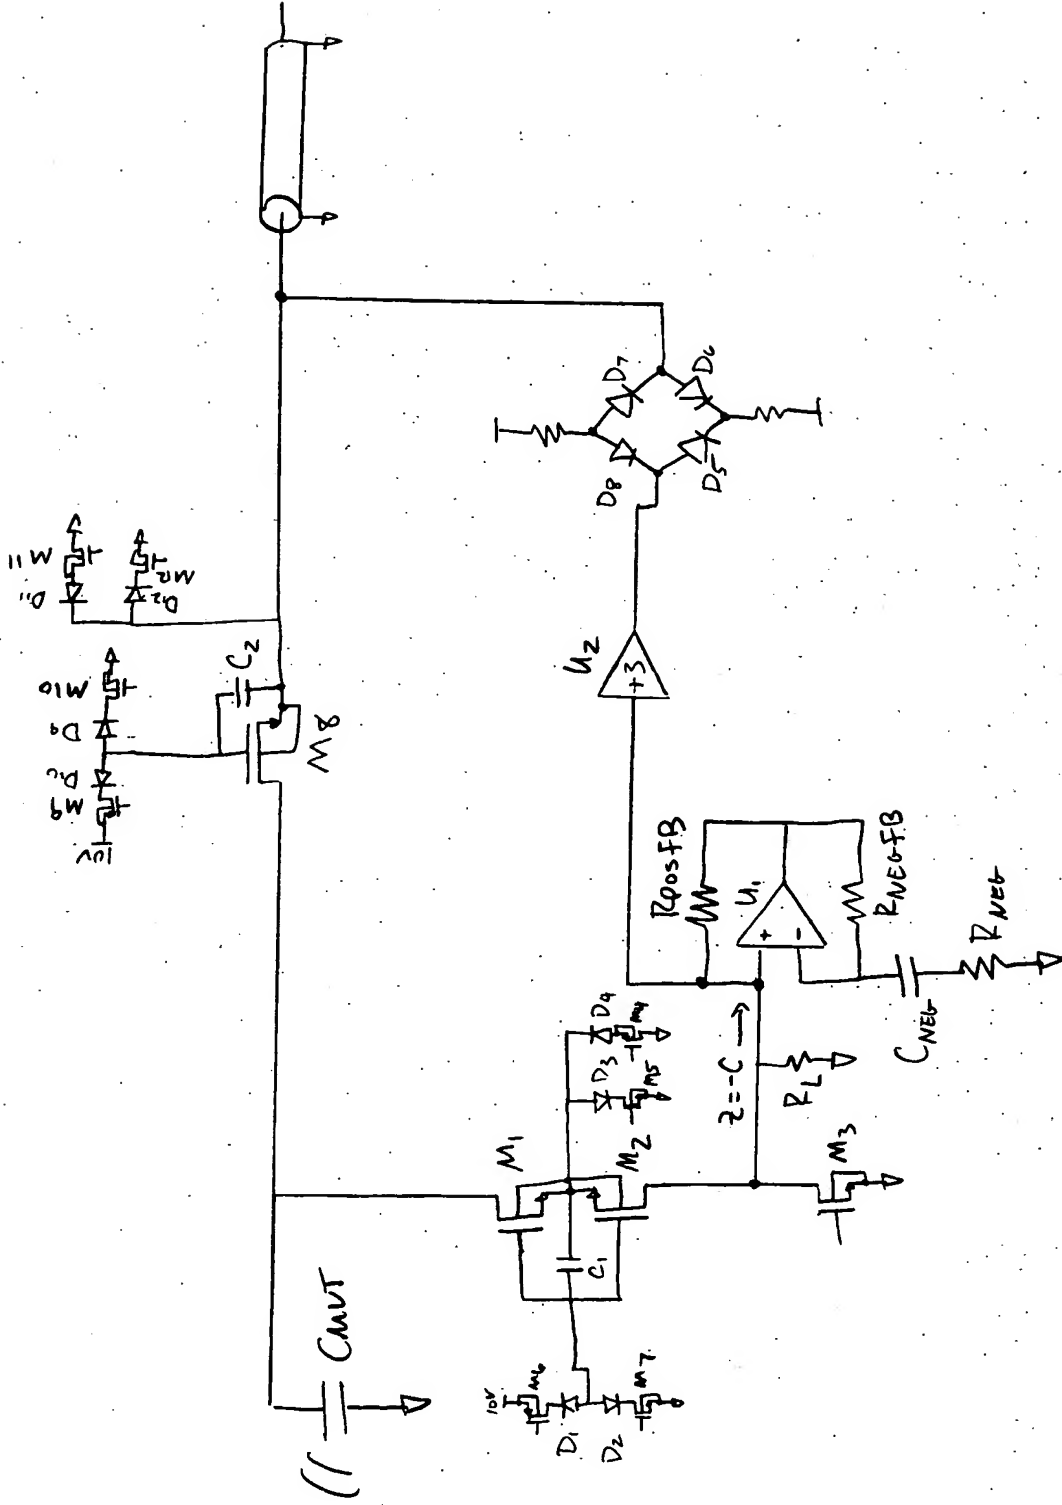 M11
D11
M12
D12
M10
D9
D10
M9
10V
C2
M8
D7
D6
D8
D5
U2
+3
RPOSFB
U1
+
-
RNEGFB
RNEG
CNEG
D4
M4
D3
M5
Z=-C
RL
M1
M2
M3
C1
CMUT
10V
M6
M7
D1
D2